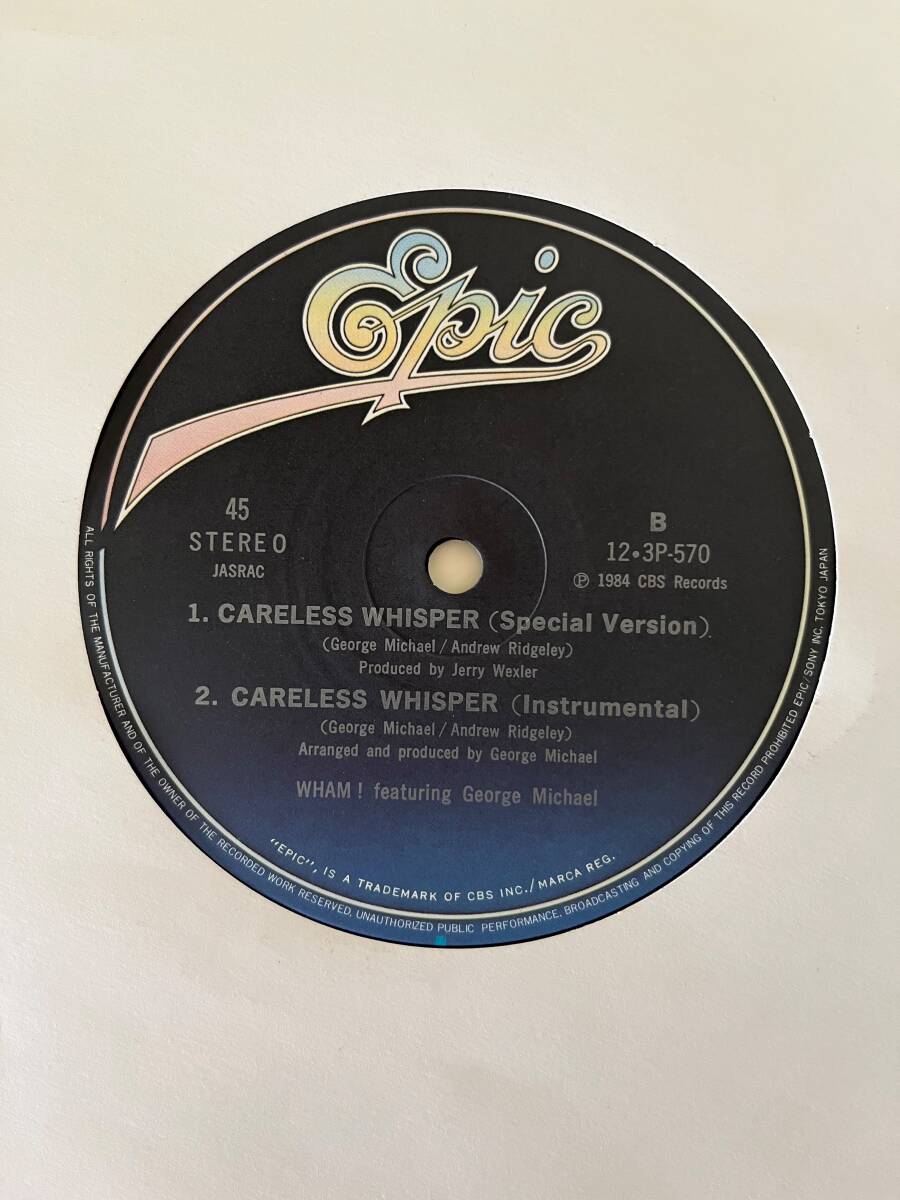 Epic
45
STEREO
JASRAC
B
12・3P-570
Ⓟ 1984 CBS Records
1. CARELESS WHISPER (Special Version)
(George Michael/Andrew Ridgeley)
Produced by Jerry Wexler
2. CARELESS WHISPER (Instrumental)
(George Michael/Andrew Ridgeley)
Arranged and produced by George Michael
WHAM! featuring George Michael
"EPIC", IS A TRADEMARK OF CBS INC./MARCA REG.
ALL RIGHTS OF THE MANUFACTURER AND OF THE OWNER OF THE RECORDED WORK RESERVED. UNAUTHORIZED PUBLIC PERFORMANCE. BROADCASTING AND COPYING OF THIS RECORD PROHIBITED EPIC/SONY INC. TOKYO JAPAN